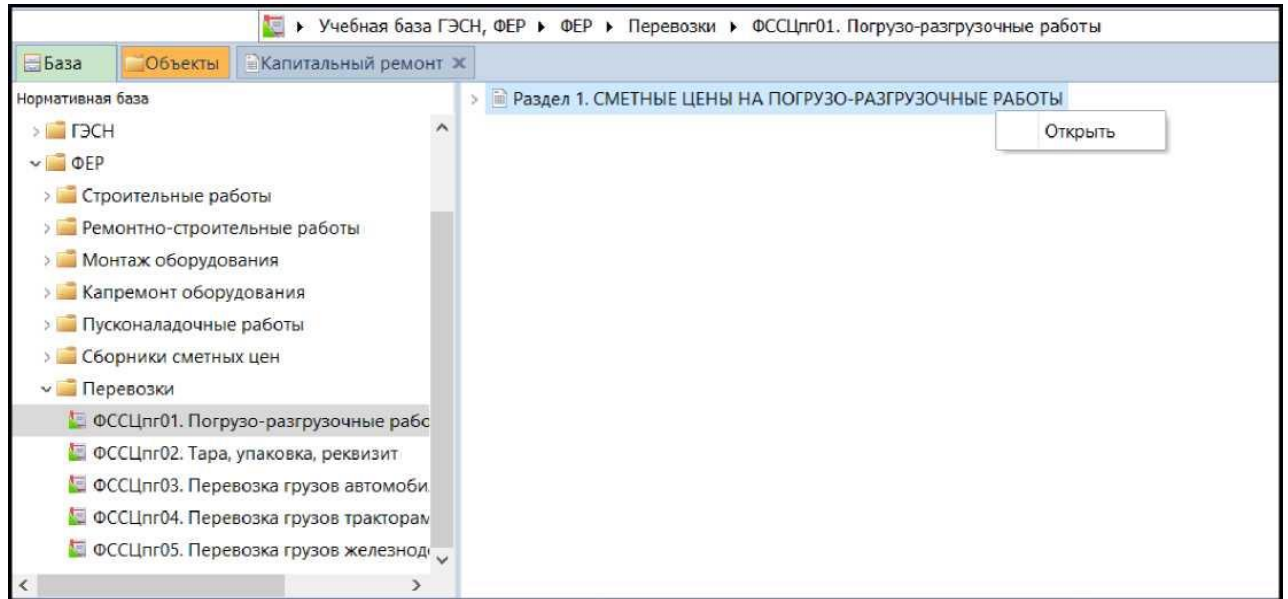 Учебная база ГЭСН, ФЕР ▸ ФЕР ▸ Перевозки ▸ ФССЦпг01. Погрузо-разгрузочные работы
База Объекты Капитальный ремонт ×
Нормативная база
Раздел 1. СМЕТНЫЕ ЦЕНЫ НА ПОГРУЗО-РАЗГРУЗОЧНЫЕ РАБОТЫ
Открыть
ГЭСН
ФЕР
Строительные работы
Ремонтно-строительные работы
Монтаж оборудования
Капремонт оборудования
Пусконаладочные работы
Сборники сметных цен
Перевозки
ФССЦпг01. Погрузо-разгрузочные рабо
ФССЦпг02. Тара, упаковка, реквизит
ФССЦпг03. Перевозка грузов автомоби
ФССЦпг04. Перевозка грузов тракторам
ФССЦпг05. Перевозка грузов железнод